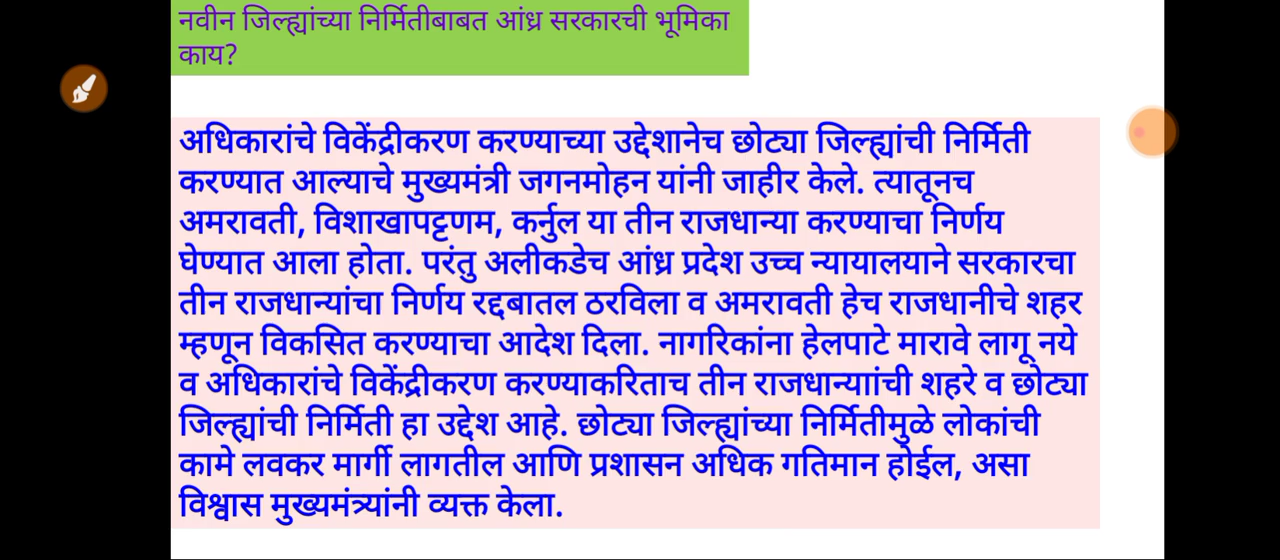 नवीन जिल्ह्यांच्या निर्मितीबाबत आंध्र सरकारची भूमिका
काय?
अधिकारांचे विकेंद्रीकरण करण्याच्या उद्देशानेच छोट्या जिल्ह्यांची निर्मिती
करण्यात आल्याचे मुख्यमंत्री जगनमोहन यांनी जाहीर केले. त्यातूनच
अमरावती, विशाखापट्टणम, कर्नुल या तीन राजधान्या करण्याचा निर्णय
घेण्यात आला होता. परंतु अलीकडेच आंध्र प्रदेश उच्च न्यायालयाने सरकारचा
तीन राजधान्यांचा निर्णय रद्दबातल ठरविला व अमरावती हेच राजधानीचे शहर
म्हणून विकसित करण्याचा आदेश दिला. नागरिकांना हेलपाटे मारावे लागू नये
व अधिकारांचे विकेंद्रीकरण करण्याकरिताच तीन राजधान्याांची शहरे व छोट्या
जिल्ह्यांची निर्मिती हा उद्देश आहे. छोट्या जिल्ह्यांच्या निर्मितीमुळे लोकांची
कामे लवकर मार्गी लागतील आणि प्रशासन अधिक गतिमान होईल, असा
विश्वास मुख्यमंत्र्यांनी व्यक्त केला.